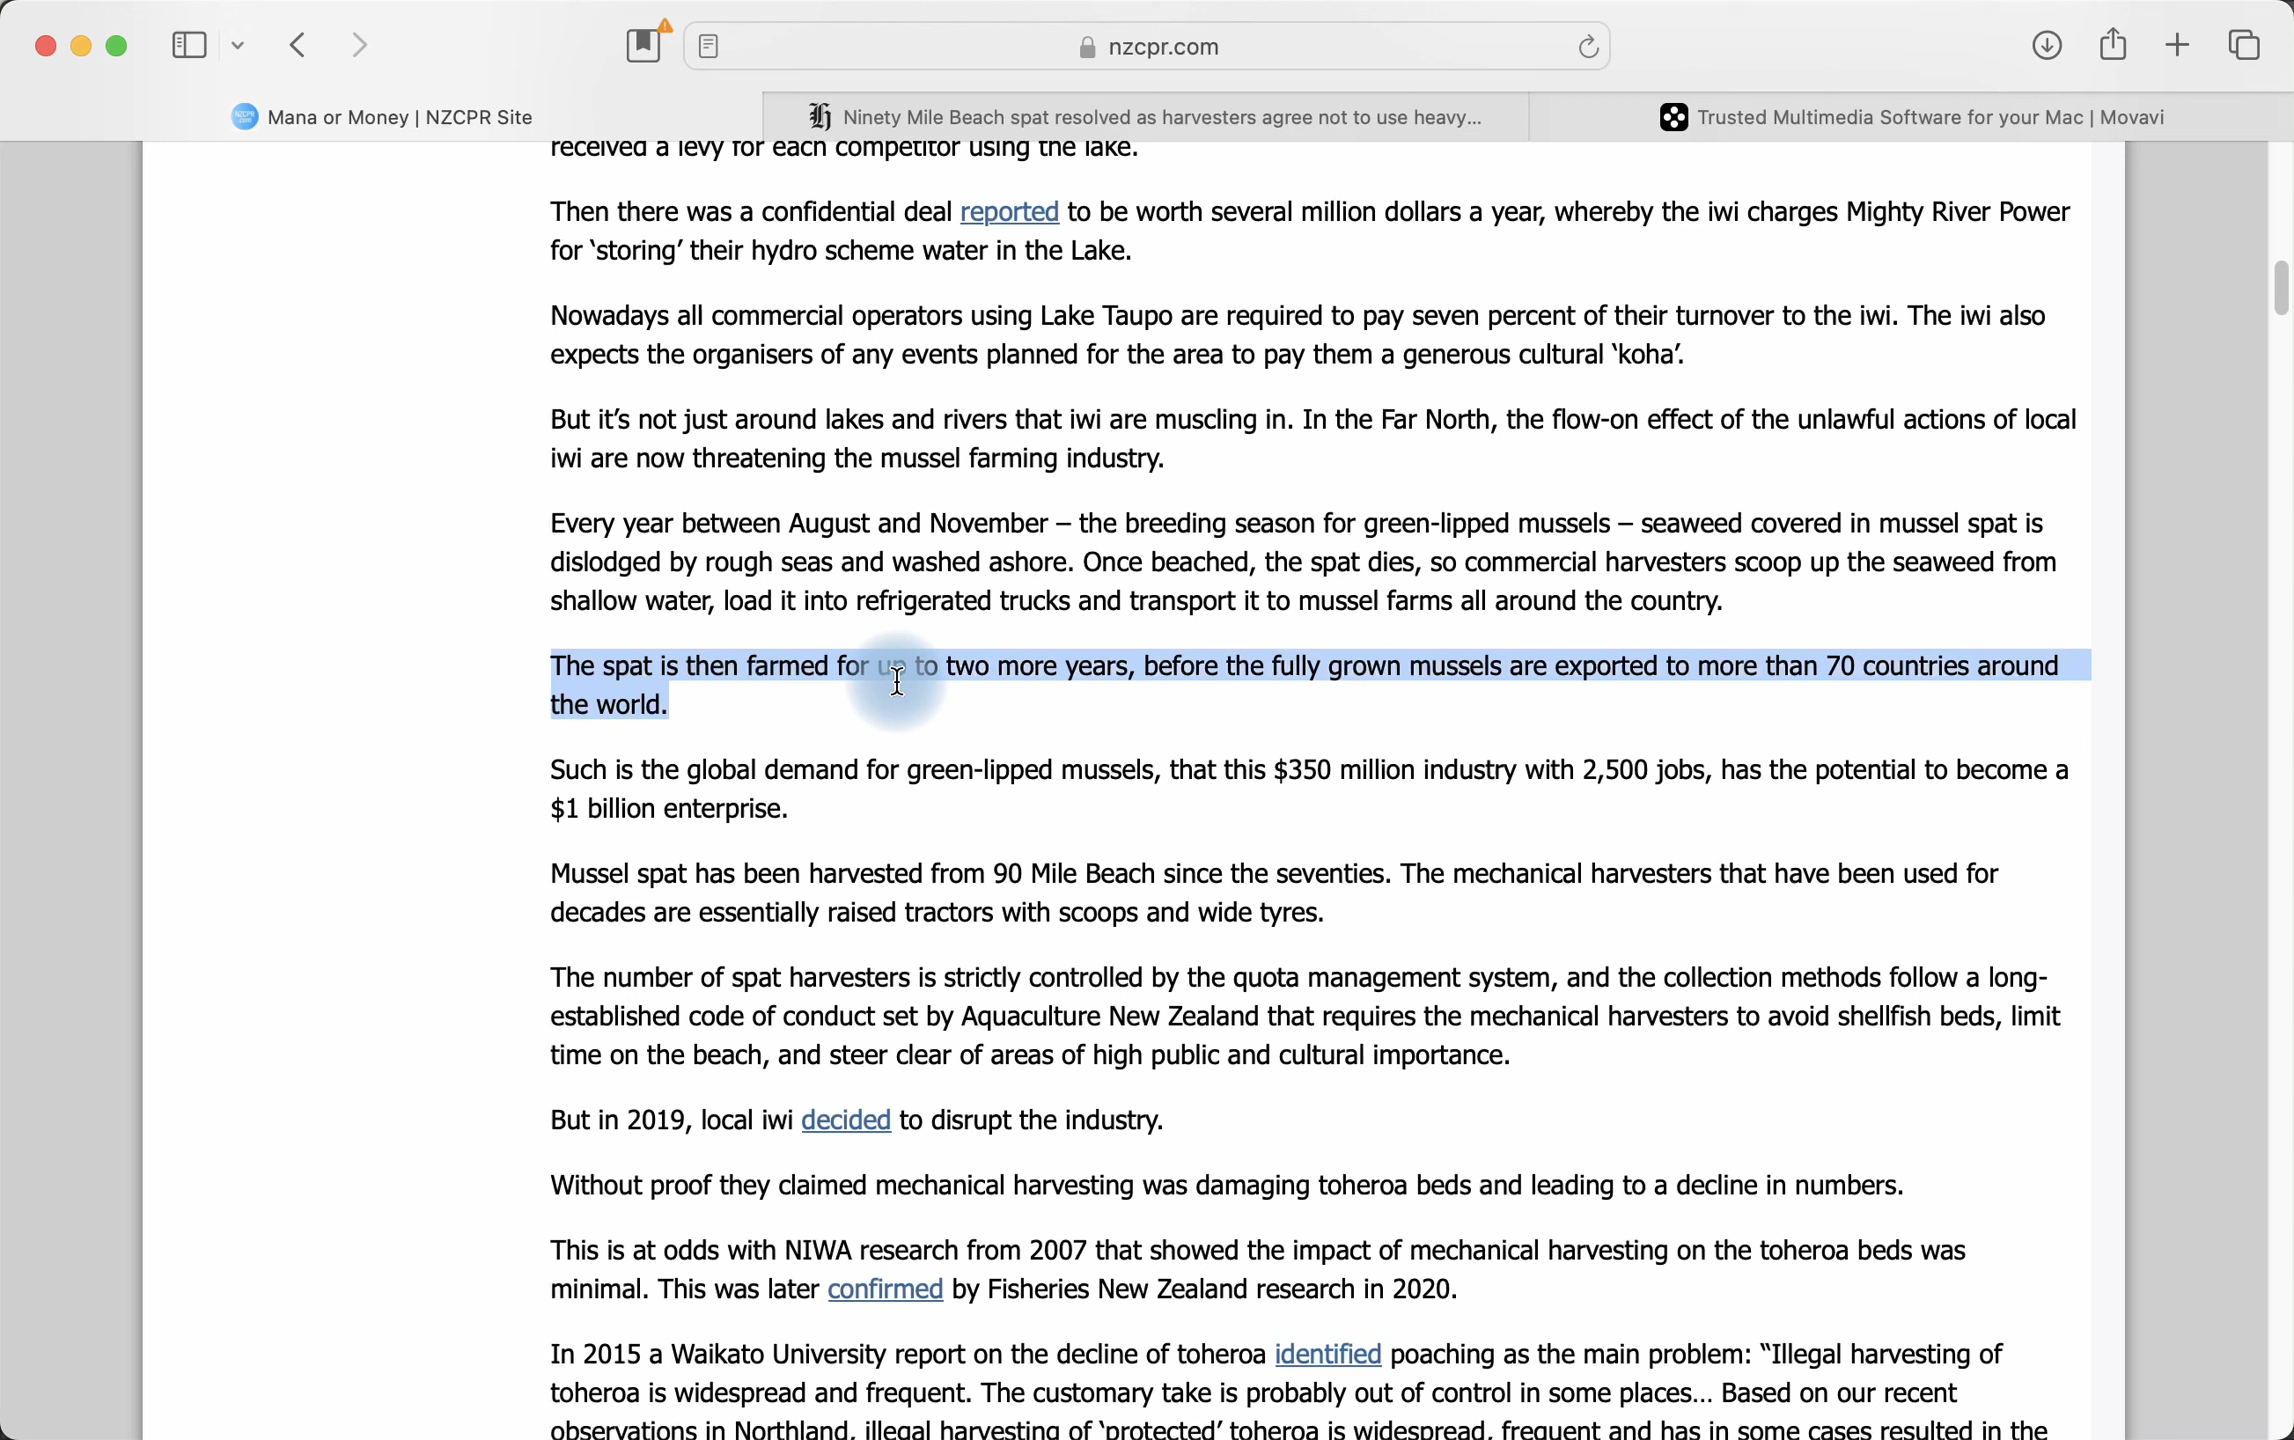 nzcpr.com
Mana or Money | NZCPR Site
Ninety Mile Beach spat resolved as harvesters agree not to use heavy...
Trusted Multimedia Software for your Mac | Movavi
received a levy for each competitor using the lake.
Then there was a confidential deal reported to be worth several million dollars a year, whereby the iwi charges Mighty River Power
for ‘storing’ their hydro scheme water in the Lake.
Nowadays all commercial operators using Lake Taupo are required to pay seven percent of their turnover to the iwi. The iwi also
expects the organisers of any events planned for the area to pay them a generous cultural ‘koha’.
But it’s not just around lakes and rivers that iwi are muscling in. In the Far North, the flow-on effect of the unlawful actions of local
iwi are now threatening the mussel farming industry.
Every year between August and November – the breeding season for green-lipped mussels – seaweed covered in mussel spat is
dislodged by rough seas and washed ashore. Once beached, the spat dies, so commercial harvesters scoop up the seaweed from
shallow water, load it into refrigerated trucks and transport it to mussel farms all around the country.
The spat is then farmed for up to two more years, before the fully grown mussels are exported to more than 70 countries around
the world.
Such is the global demand for green-lipped mussels, that this $350 million industry with 2,500 jobs, has the potential to become a
$1 billion enterprise.
Mussel spat has been harvested from 90 Mile Beach since the seventies. The mechanical harvesters that have been used for
decades are essentially raised tractors with scoops and wide tyres.
The number of spat harvesters is strictly controlled by the quota management system, and the collection methods follow a long-
established code of conduct set by Aquaculture New Zealand that requires the mechanical harvesters to avoid shellfish beds, limit
time on the beach, and steer clear of areas of high public and cultural importance.
But in 2019, local iwi decided to disrupt the industry.
Without proof they claimed mechanical harvesting was damaging toheroa beds and leading to a decline in numbers.
This is at odds with NIWA research from 2007 that showed the impact of mechanical harvesting on the toheroa beds was
minimal. This was later confirmed by Fisheries New Zealand research in 2020.
In 2015 a Waikato University report on the decline of toheroa identified poaching as the main problem: “Illegal harvesting of
toheroa is widespread and frequent. The customary take is probably out of control in some places… Based on our recent
observations in Northland, illegal harvesting of ‘protected’ toheroa is widespread, frequent and has in some cases resulted in the